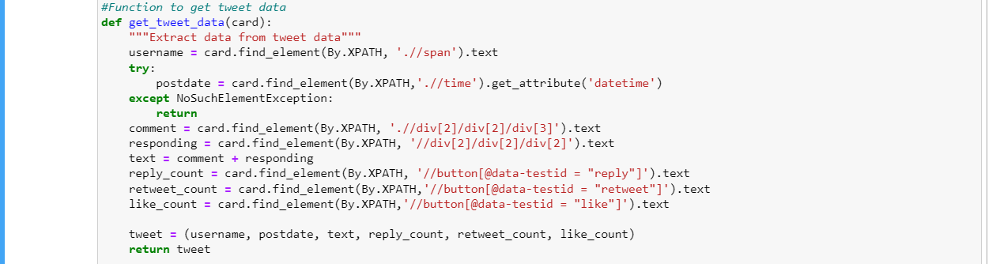 #Function to get tweet data
def get_tweet_data(card):
    """Extract data from tweet data"""
    username = card.find_element(By.XPATH, './/span').text
    try:
        postdate = card.find_element(By.XPATH,'.//time').get_attribute('datetime')
    except NoSuchElementException:
        return
    comment = card.find_element(By.XPATH, './/div[2]/div[2]/div[3]').text
    responding = card.find_element(By.XPATH, '//div[2]/div[2]/div[2]').text
    text = comment + responding
    reply_count = card.find_element(By.XPATH, '//button[@data-testid = "reply"]').text
    retweet_count = card.find_element(By.XPATH,'//button[@data-testid = "retweet"]').text
    like_count = card.find_element(By.XPATH,'//button[@data-testid = "like"]').text

    tweet = (username, postdate, text, reply_count, retweet_count, like_count)
    return tweet